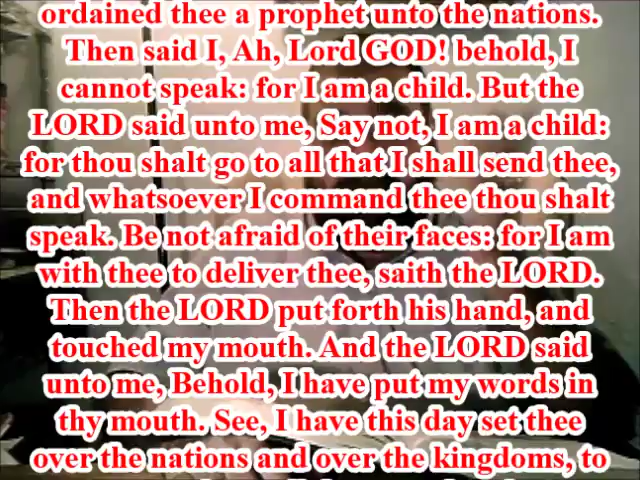 ordained thee a prophet unto the nations.
Then said I, Ah, Lord GOD! behold, I
cannot speak: for I am a child. But the
LORD said unto me, Say not, I am a child:
for thou shalt go to all that I shall send thee,
and whatsoever I command thee thou shalt
speak. Be not afraid of their faces: for I am
with thee to deliver thee, saith the LORD.
Then the LORD put forth his hand, and
touched my mouth. And the LORD said
unto me, Behold, I have put my words in
thy mouth. See, I have this day set thee
over the nations and over the kingdoms, to